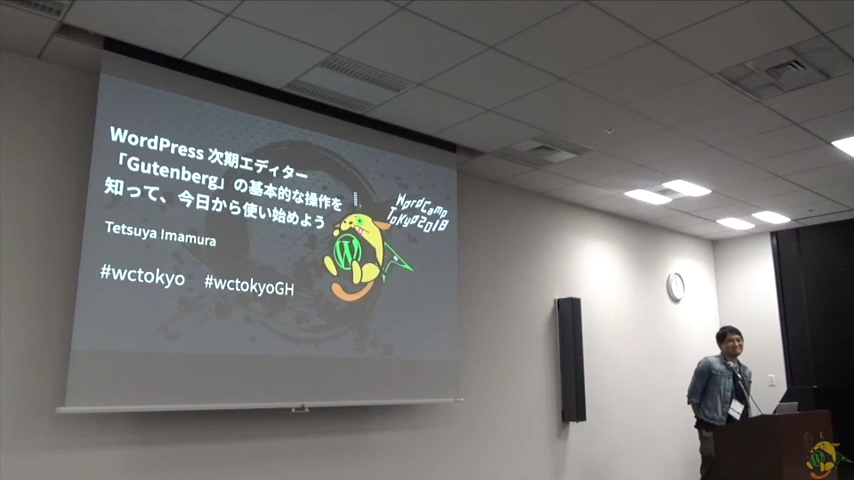 WordPress 次期エディター
「Gutenberg」の基本的な操作を
知って、今日から使い始めよう
Tetsuya Imamura
#wctokyo #wctokyoGH
WordCamp
Tokyo2018